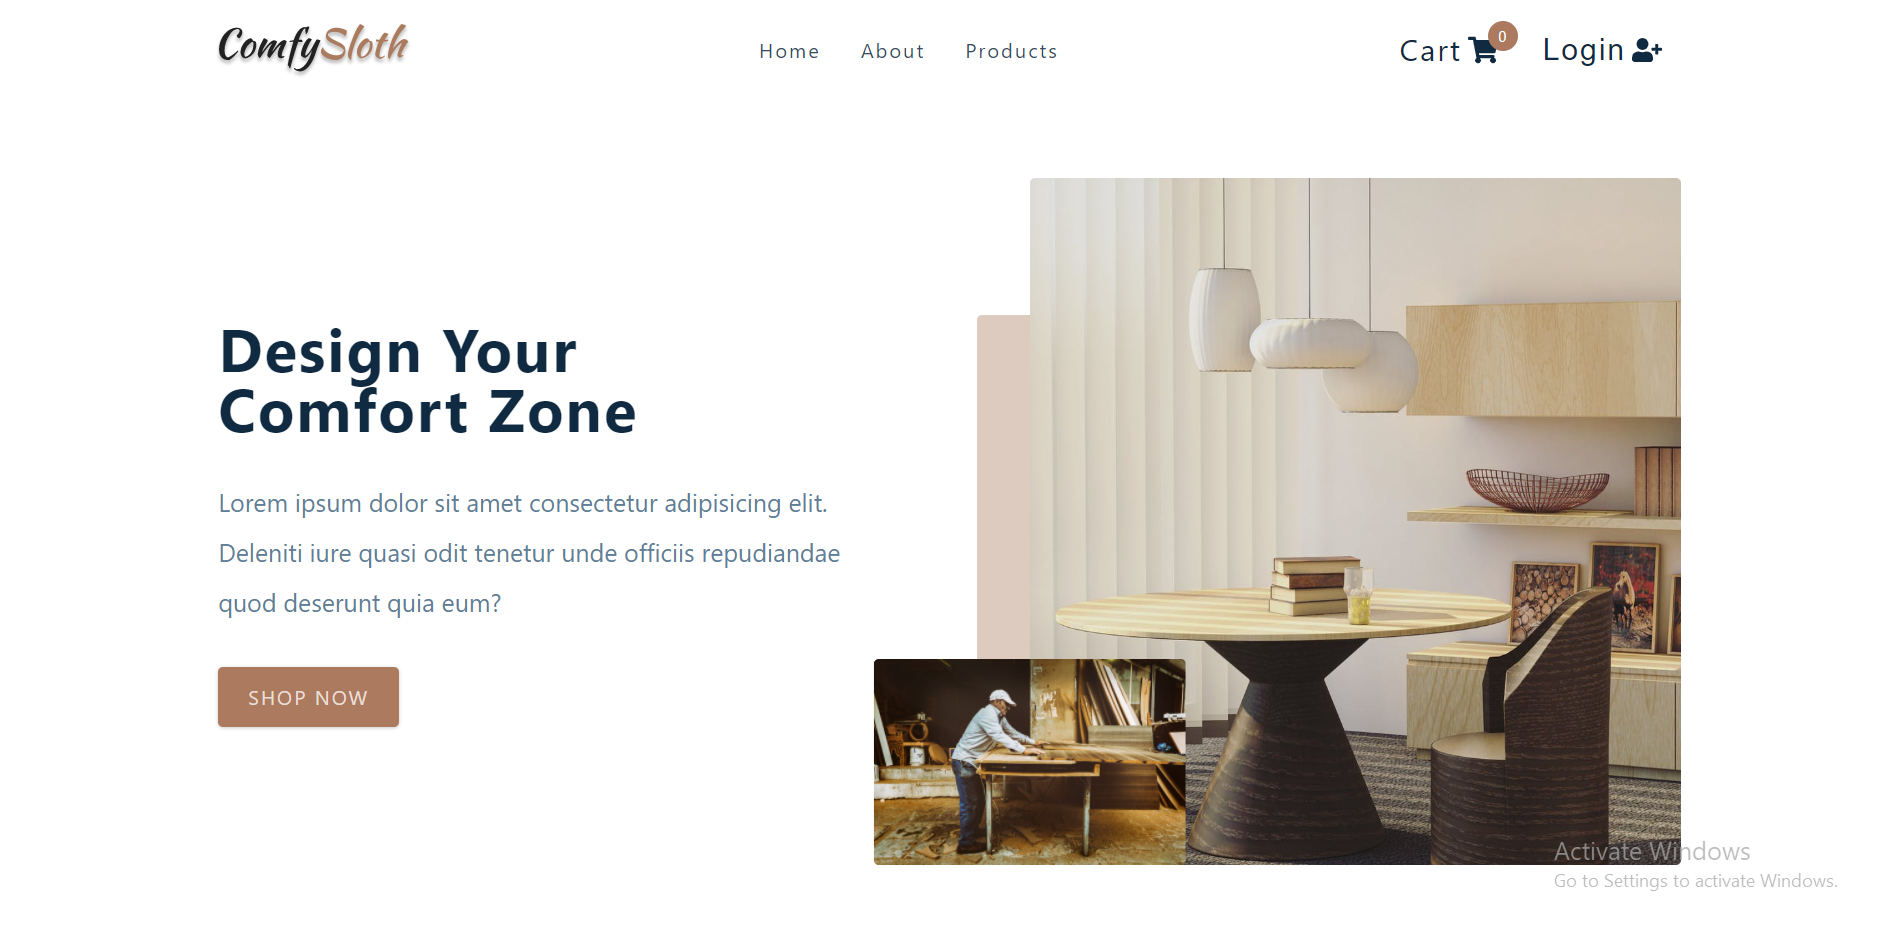 ComfySloth
Home
About
Products
Cart
0
Login
Design Your
Comfort Zone
Lorem ipsum dolor sit amet consectetur adipisicing elit.
Deleniti iure quasi odit tenetur unde officiis repudiandae
quod deserunt quia eum?
SHOP NOW
Activate Windows
Go to Settings to activate Windows.